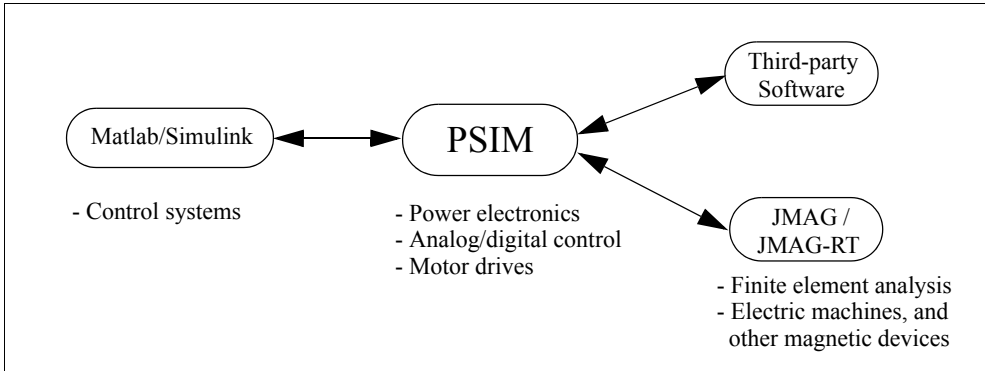 Third-party
Software
Matlab/Simulink
PSIM
- Control systems
- Power electronics
- Analog/digital control
- Motor drives
JMAG /
JMAG-RT
- Finite element analysis
- Electric machines, and
other magnetic devices